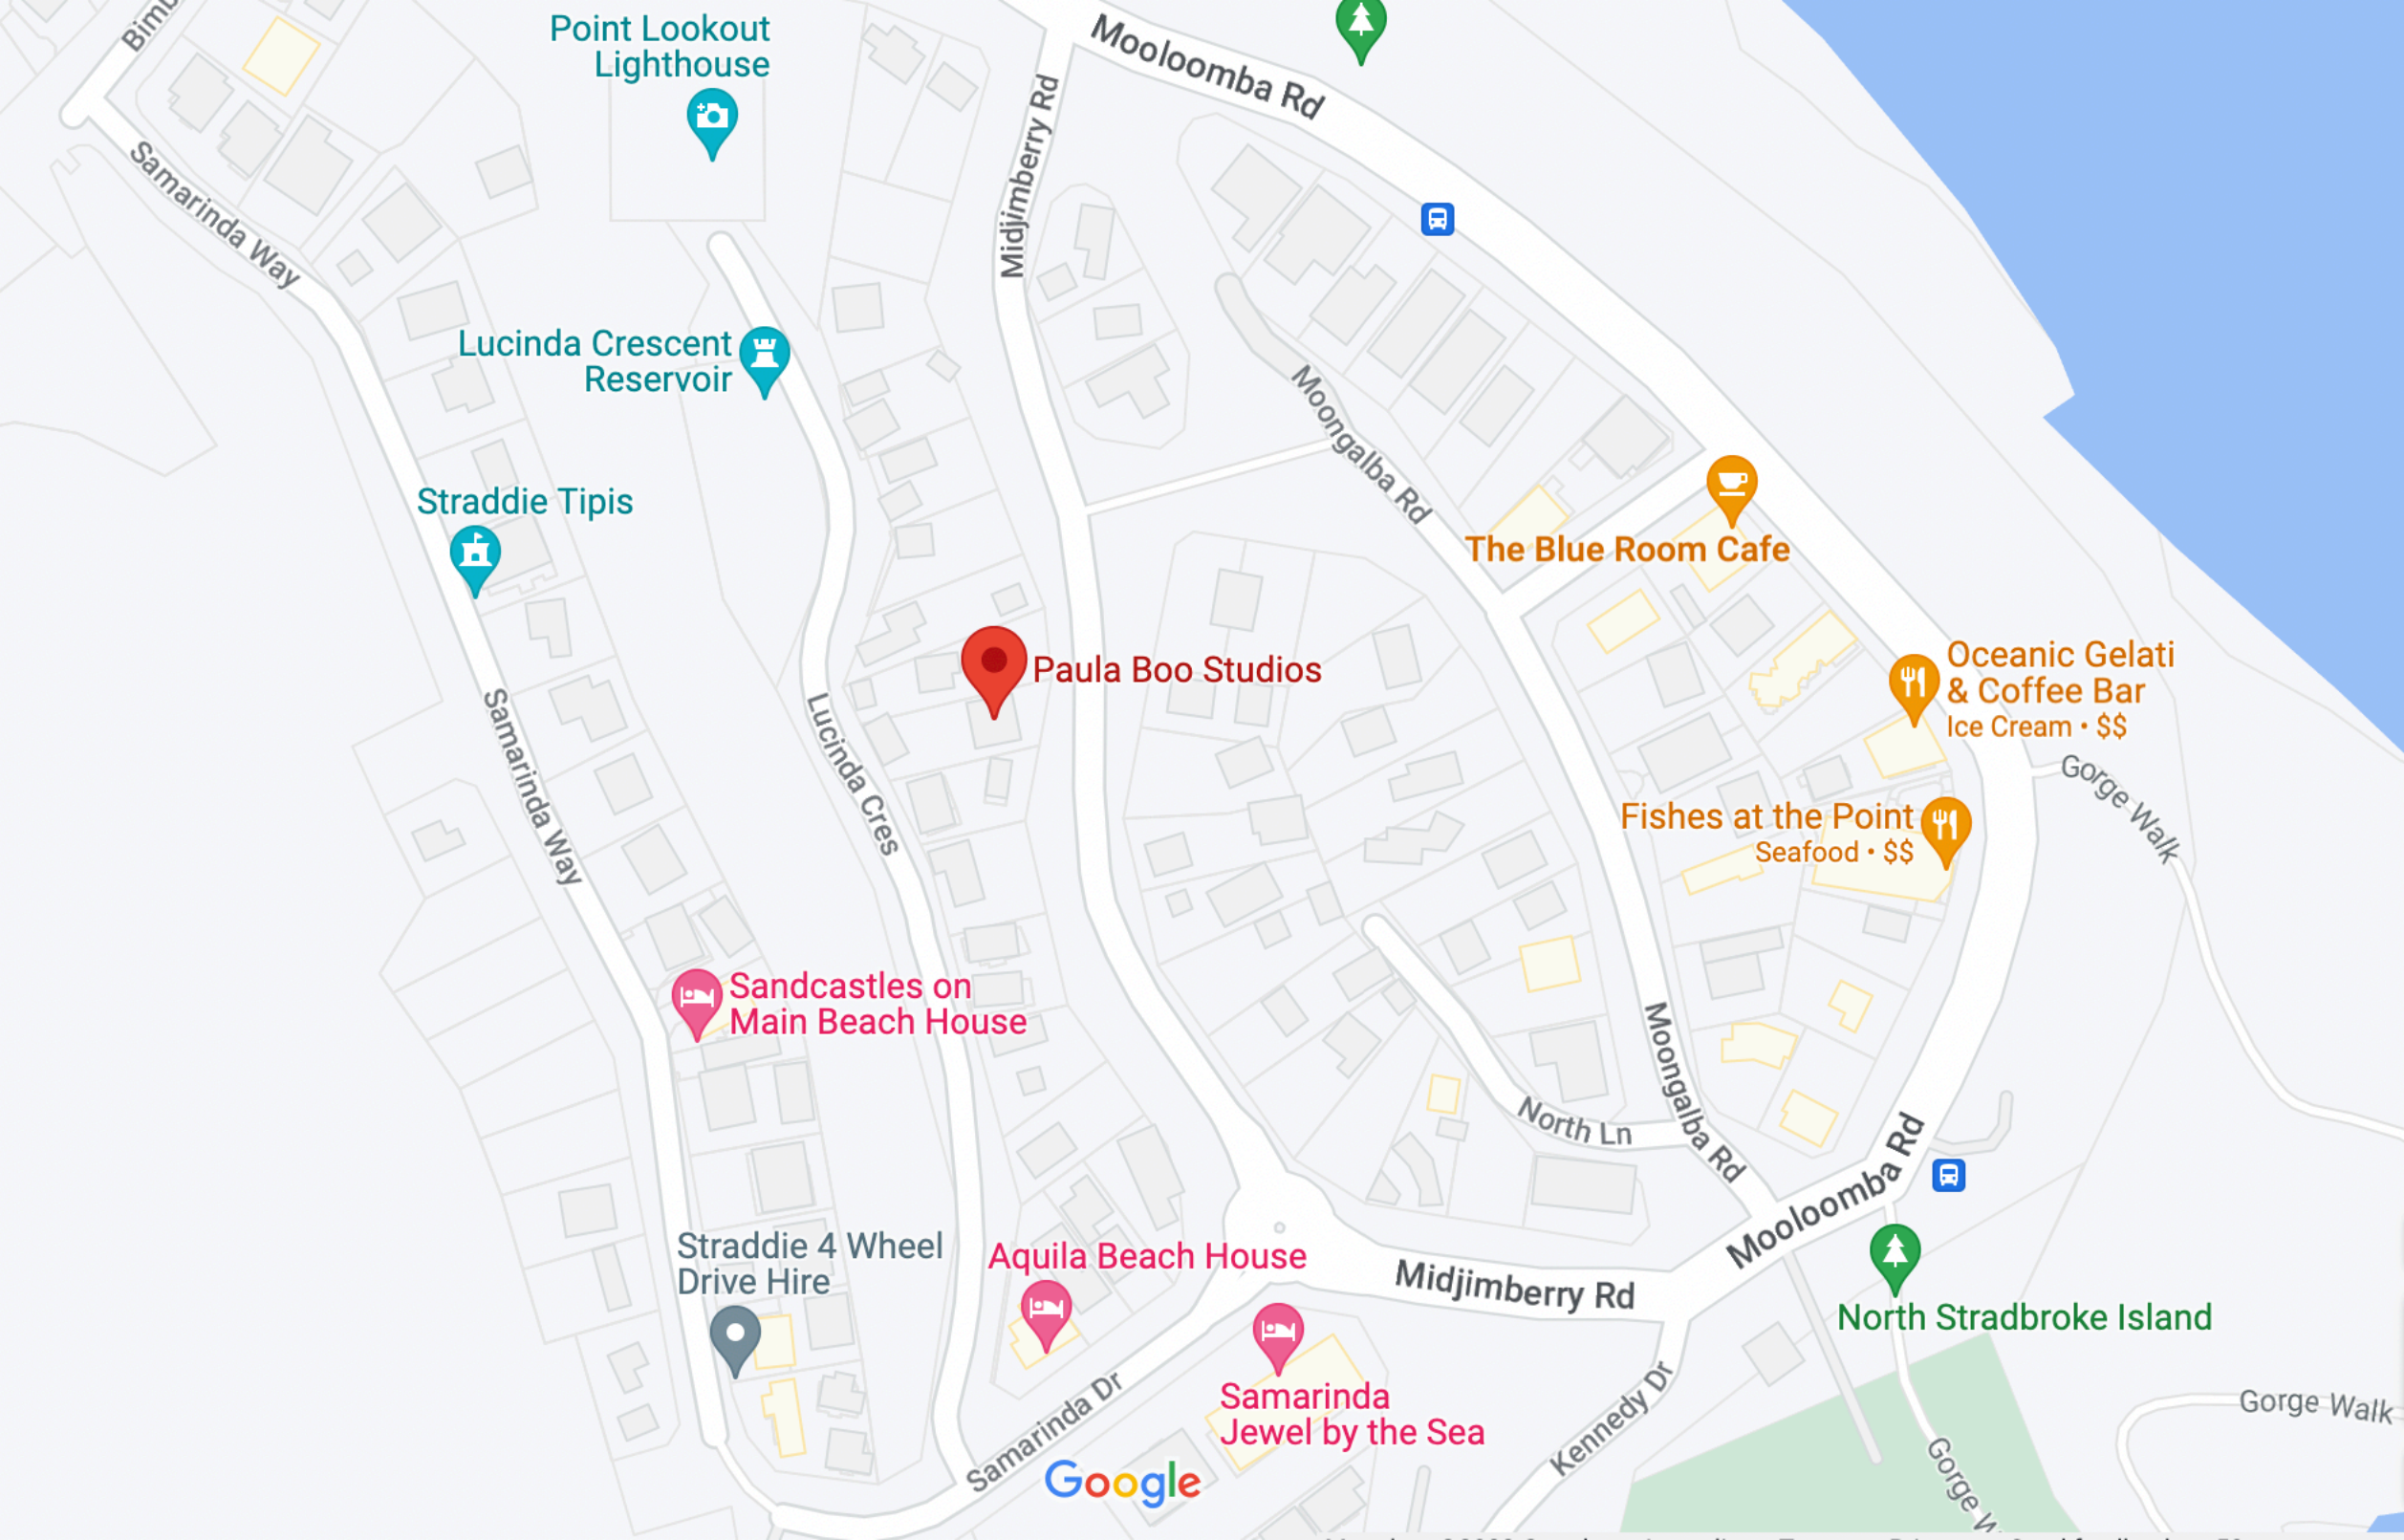 Point Lookout
Lighthouse
Mooloomba Rd
Midjimberry Rd
Samarinda Way
Lucinda Crescent
Reservoir
Moongalba Rd
Straddie Tipis
The Blue Room Cafe
Paula Boo Studios
Oceanic Gelati
& Coffee Bar
Ice Cream • $$
Samarinda Way
Lucinda Cres
Gorge Walk
Fishes at the Point
Seafood • $$
Sandcastles on
Main Beach House
Moongalba Rd
North Ln
Mooloomba Rd
Straddie 4 Wheel
Drive Hire
Aquila Beach House
Midjimberry Rd
North Stradbroke Island
Samarinda Dr
Samarinda
Jewel by the Sea
Kennedy Dr
Gorge Walk
Gorge
Google